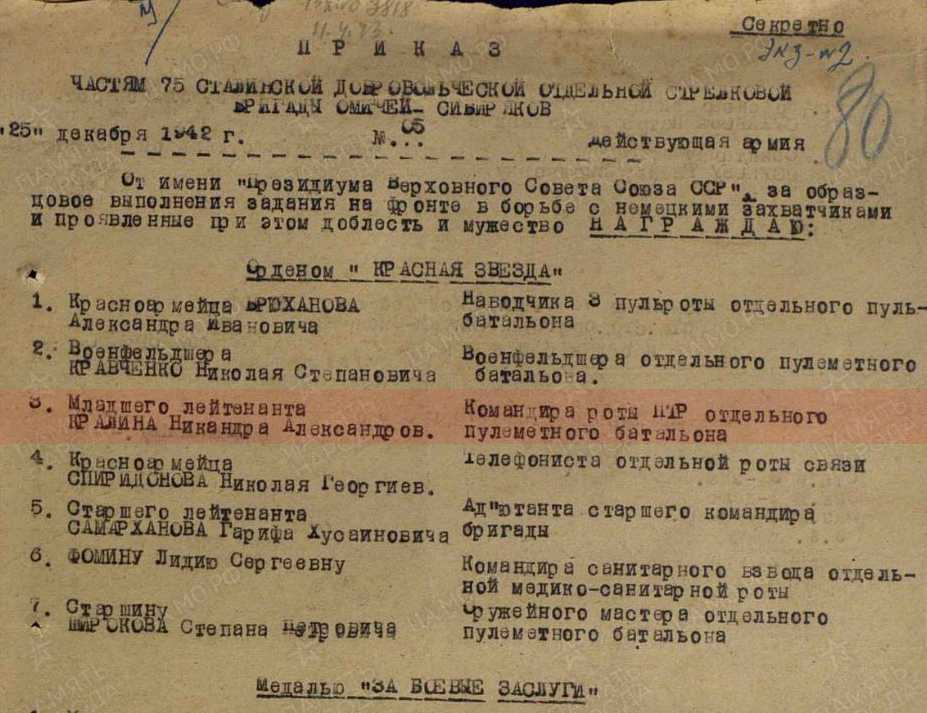 Секретно
Экз-№2.
80
П Р И К А З
ЧАСТЯМ 75 СТАЛИНСКОЙ ДОБРОВОЛЬЧЕСКОЙ ОТДЕЛЬНОЙ СТРЕЛКОВОЙ
БРИГАДЫ ОМИЧЕЙ- СИБИРЯКОВ
"25" декабря 1942 г. №.05.. Действующая армия
От имени "Президиума Верховного Совета Союза ССР", за образ-
цовое выполнения задания на фронте в борьбе с немецкими захватчиками
и проявленные при этом доблесть и мужество Н А Г Р А Ж Д А Ю:
Орденом " КРАСНАЯ ЗВЕЗДА"
1. Красноармейца БРЮХАНОВА Наводчика 3 пульроты отдельного пуль-
Александра Ивановича батальона
2. Военфельдшера Военфельдшера отдельного пулеметного
КРАВЧЕНКО Николая Степановича батальона.
3. Младшего лейтенанта Командира роты ПТР отдельного
КРАЛИНА Никандра Александров. пулеметного батальона
4. Красноармейца Телефониста отдельной роты связи
СПИРИДОНОВА Николая Георгиев.
5. Старшего лейтенанта Ад"ютанта старшего командира
САМАРХАНОВА Гарифа Хусаиновича бригады
6. ФОМИНУ Лидию Сергеевну Командира санитарного взвода отдель-
ной медико-санитарной роты
7. Старшину Оружейного мастера отдельного
ШИРОКОВА Степана Петровича пулеметного батальона
Медалью "ЗА БОЕВЫЕ ЗАСЛУГИ"